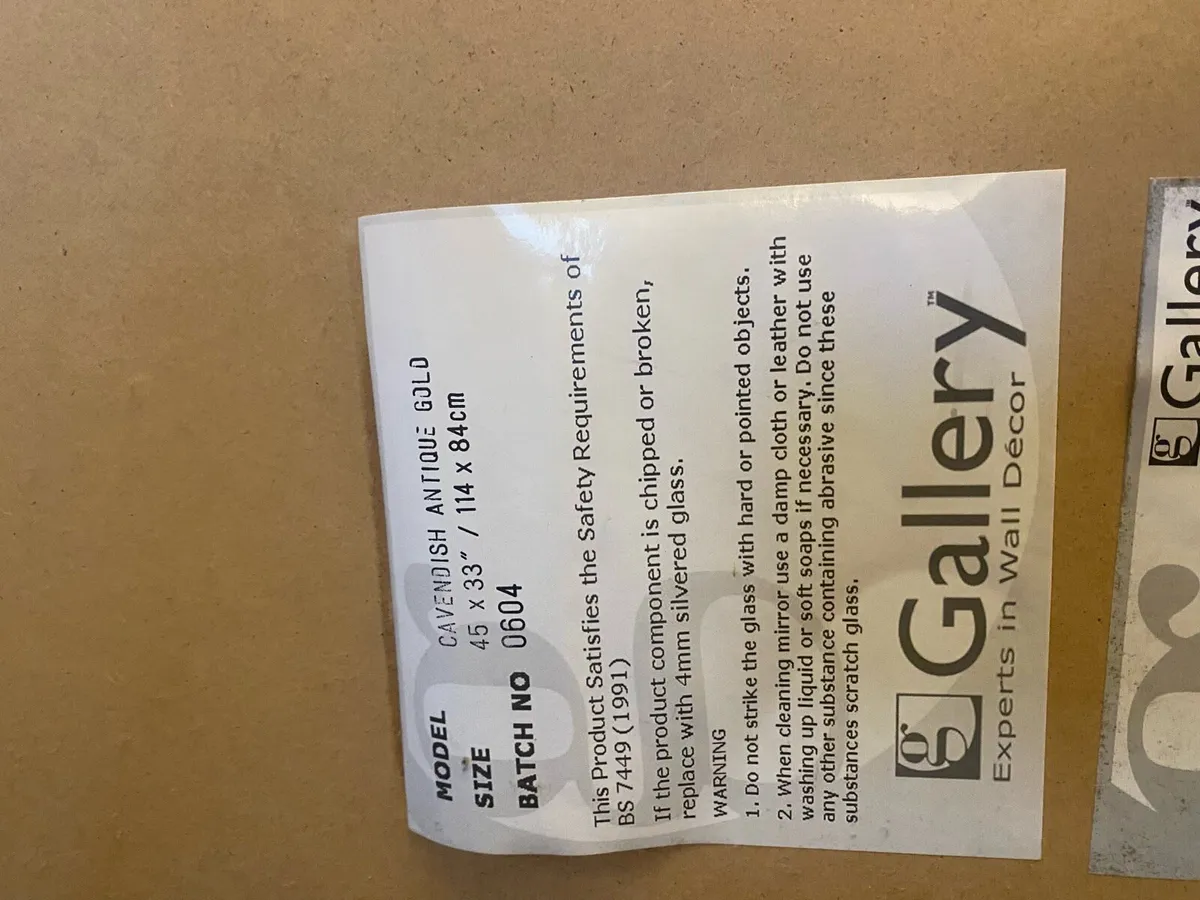 MODEL CAVENDISH ANTIQUE GOLD
SIZE 45 x 33" / 114 x 84cm
BATCH NO 0604
This Product Satisfies the Safety Requirements of
BS 7449 (1991)
If the product component is chipped or broken,
replace with 4mm silvered glass.
WARNING
1. Do not strike the glass with hard or pointed objects.
2. When cleaning mirror use a damp cloth or leather with
washing up liquid or soft soaps if necessary. Do not use
any other substance containing abrasive since these
substances scratch glass.
g Gallery™
Experts in Wall Décor
g Gallery